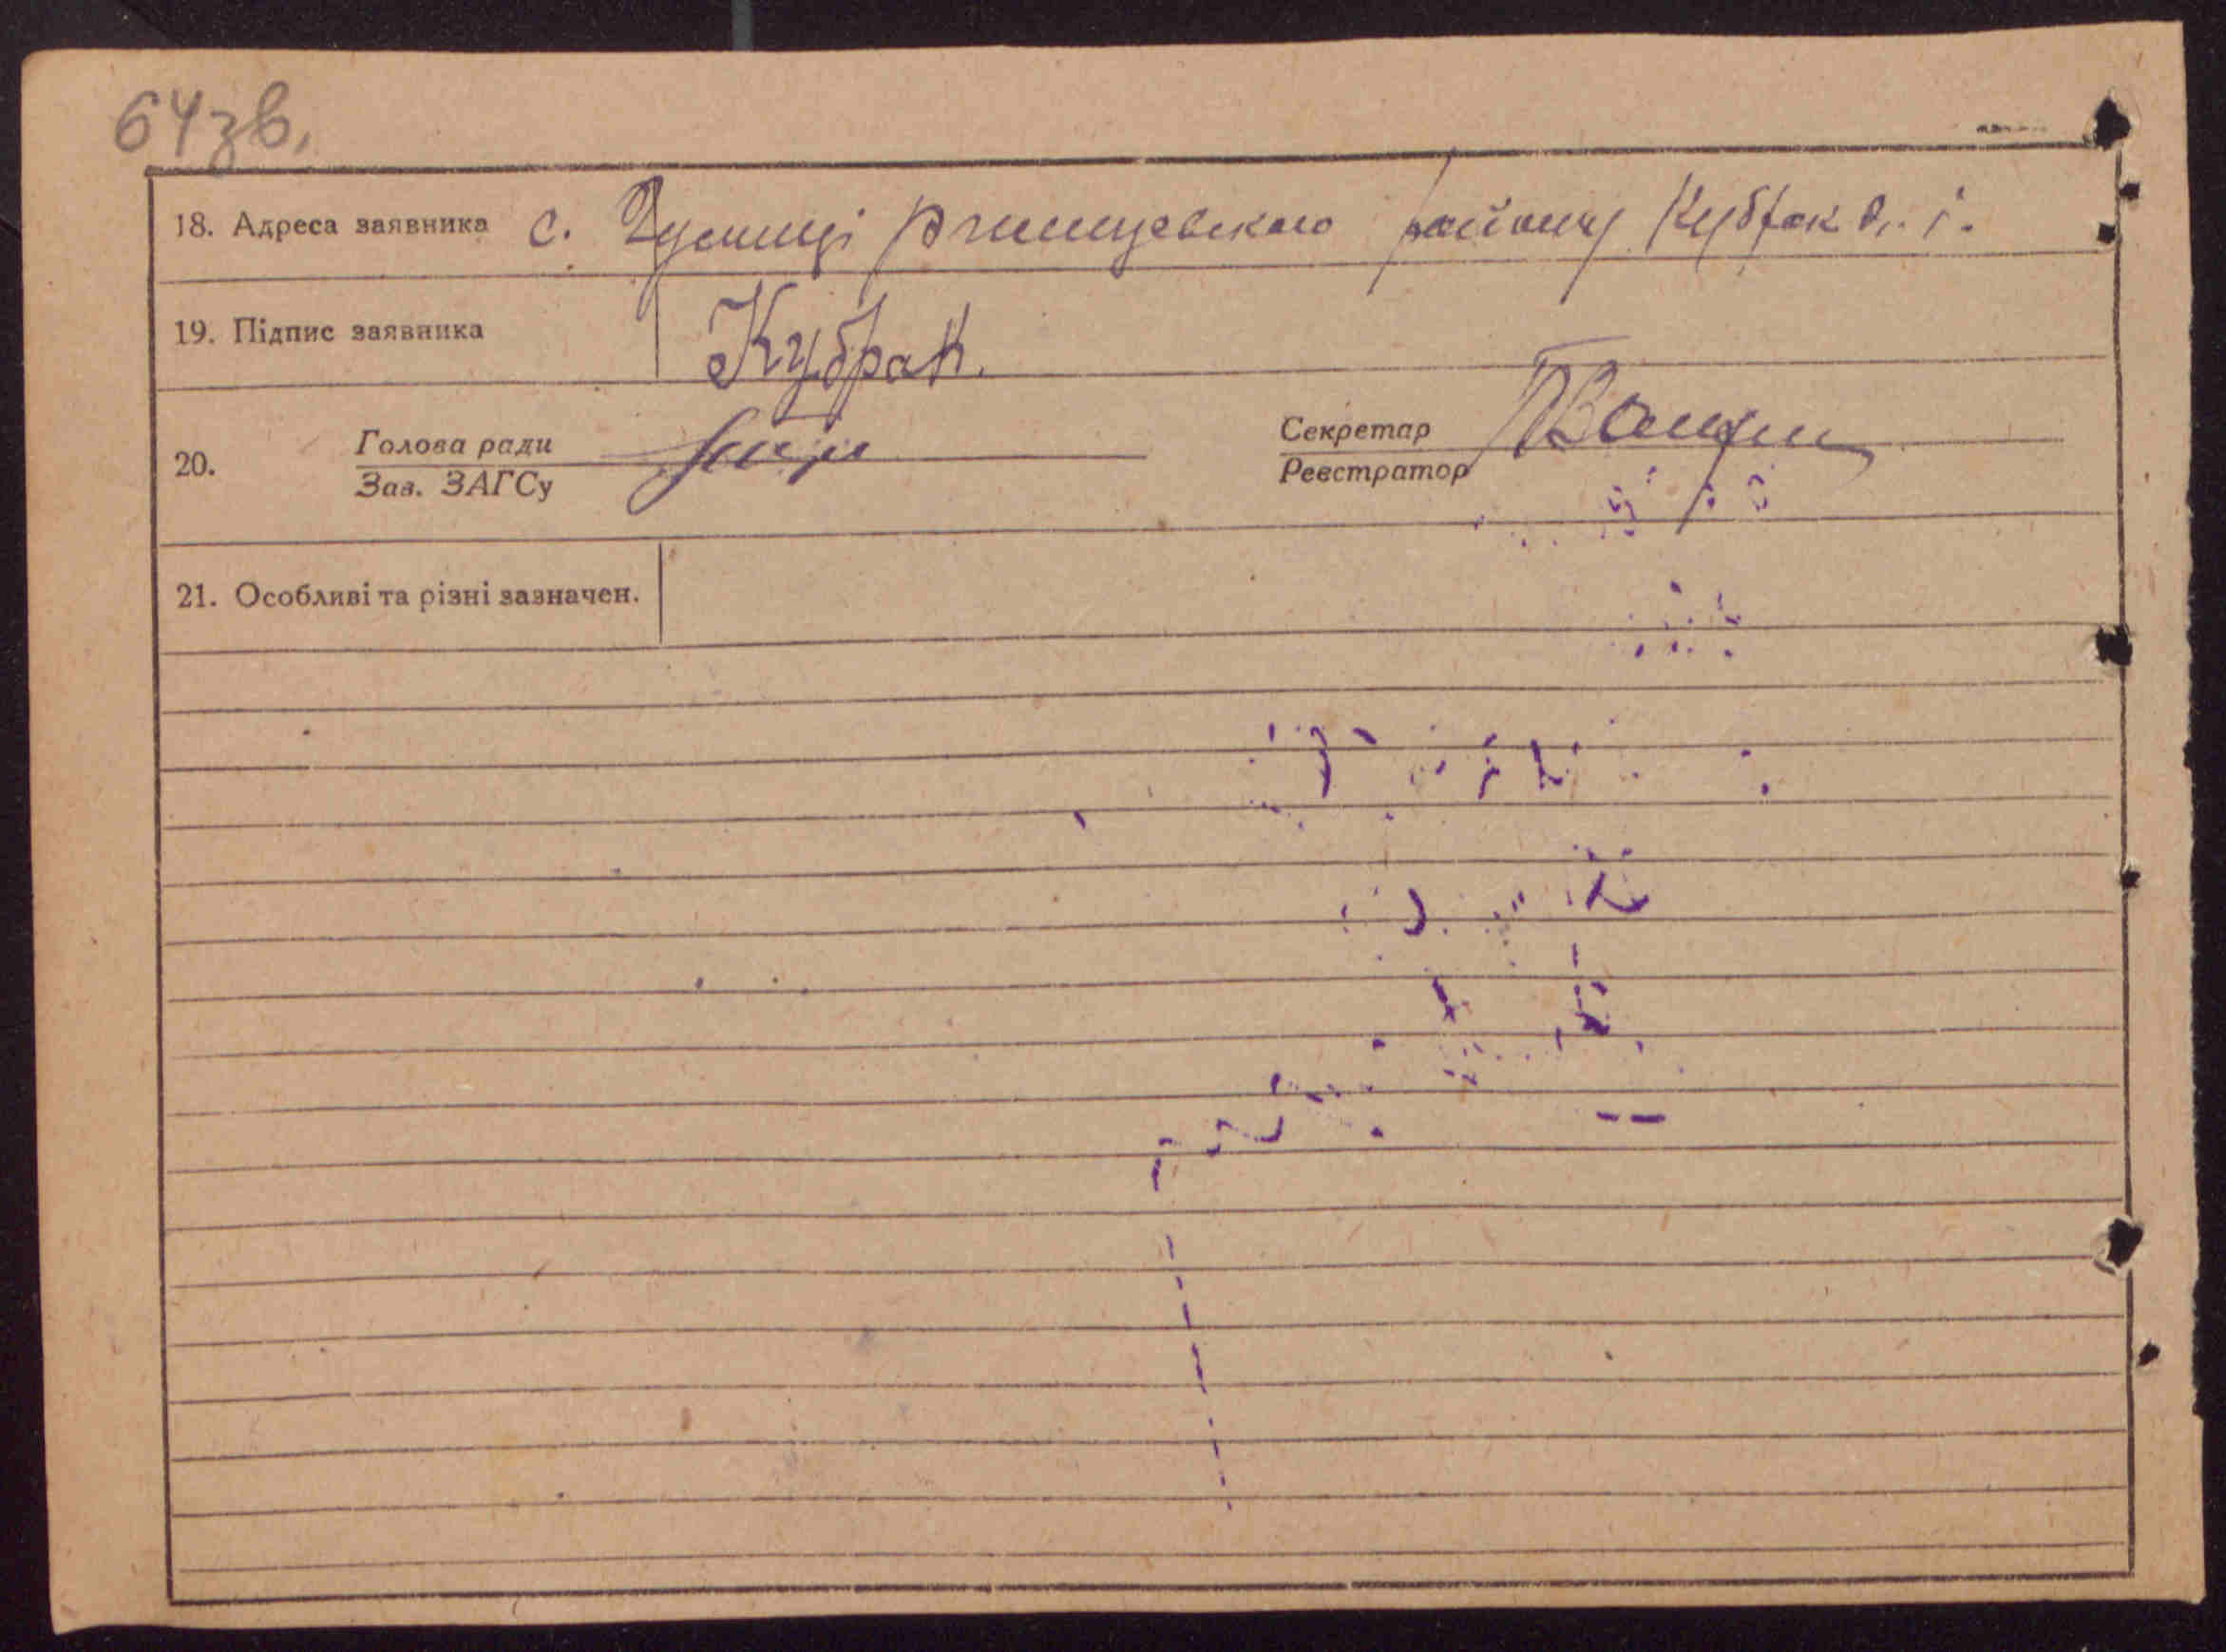 64зв.
18. Адреса заявника с. району Кубрак
19. Підпис заявника Кубрак.
20. Голова ради Секретар
Зав. ЗАГСу Реєстратор
21. Особливі та різні зазначен.